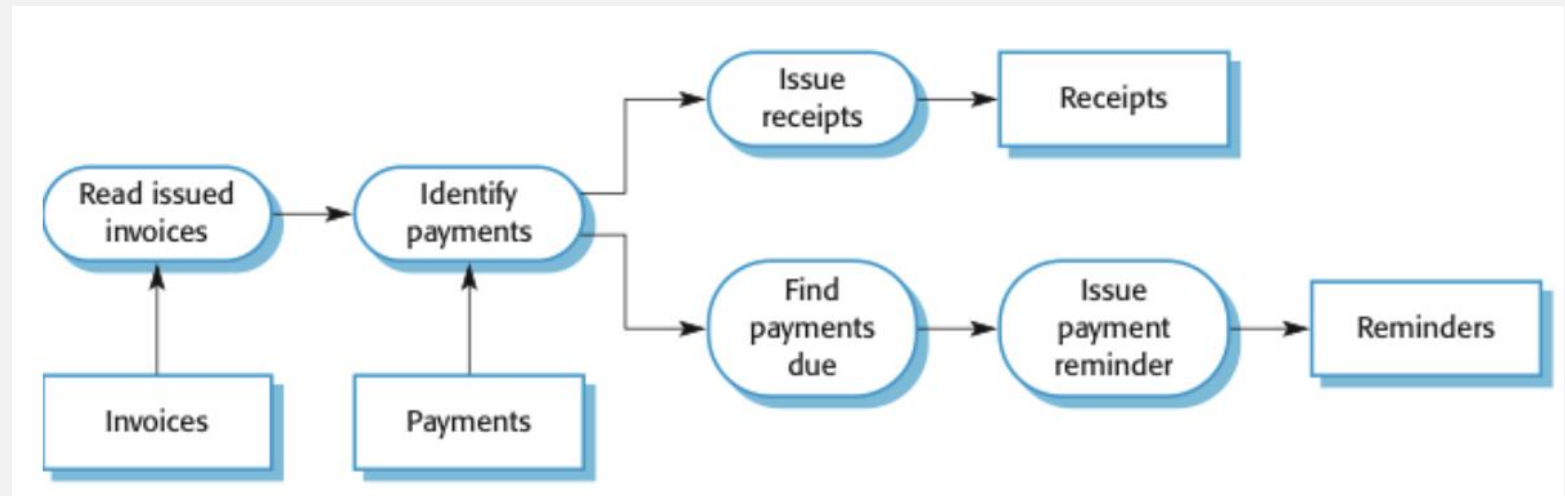 Issue
receipts
Receipts
Read issued
invoices
Identify
payments
Find
payments
due
Issue
payment
reminder
Reminders
Invoices
Payments